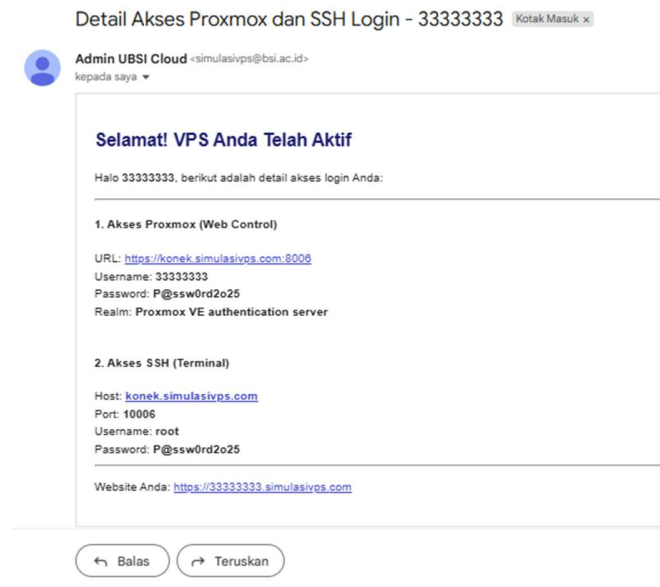 Detail Akses Proxmox dan SSH Login - 33333333 Kotak Masuk ×
Admin UBSI Cloud <simulasivps@bsi.ac.id>
kepada saya
Selamat! VPS Anda Telah Aktif
Halo 33333333, berikut adalah detail akses login Anda:
1. Akses Proxmox (Web Control)
URL: https://konek.simulasivps.com:8006
Username: 33333333
Password: P@ssw0rd2o25
Realm: Proxmox VE authentication server
2. Akses SSH (Terminal)
Host: konek.simulasivps.com
Port: 10006
Username: root
Password: P@ssw0rd2o25
Website Anda: https://33333333.simulasivps.com
Balas
Teruskan